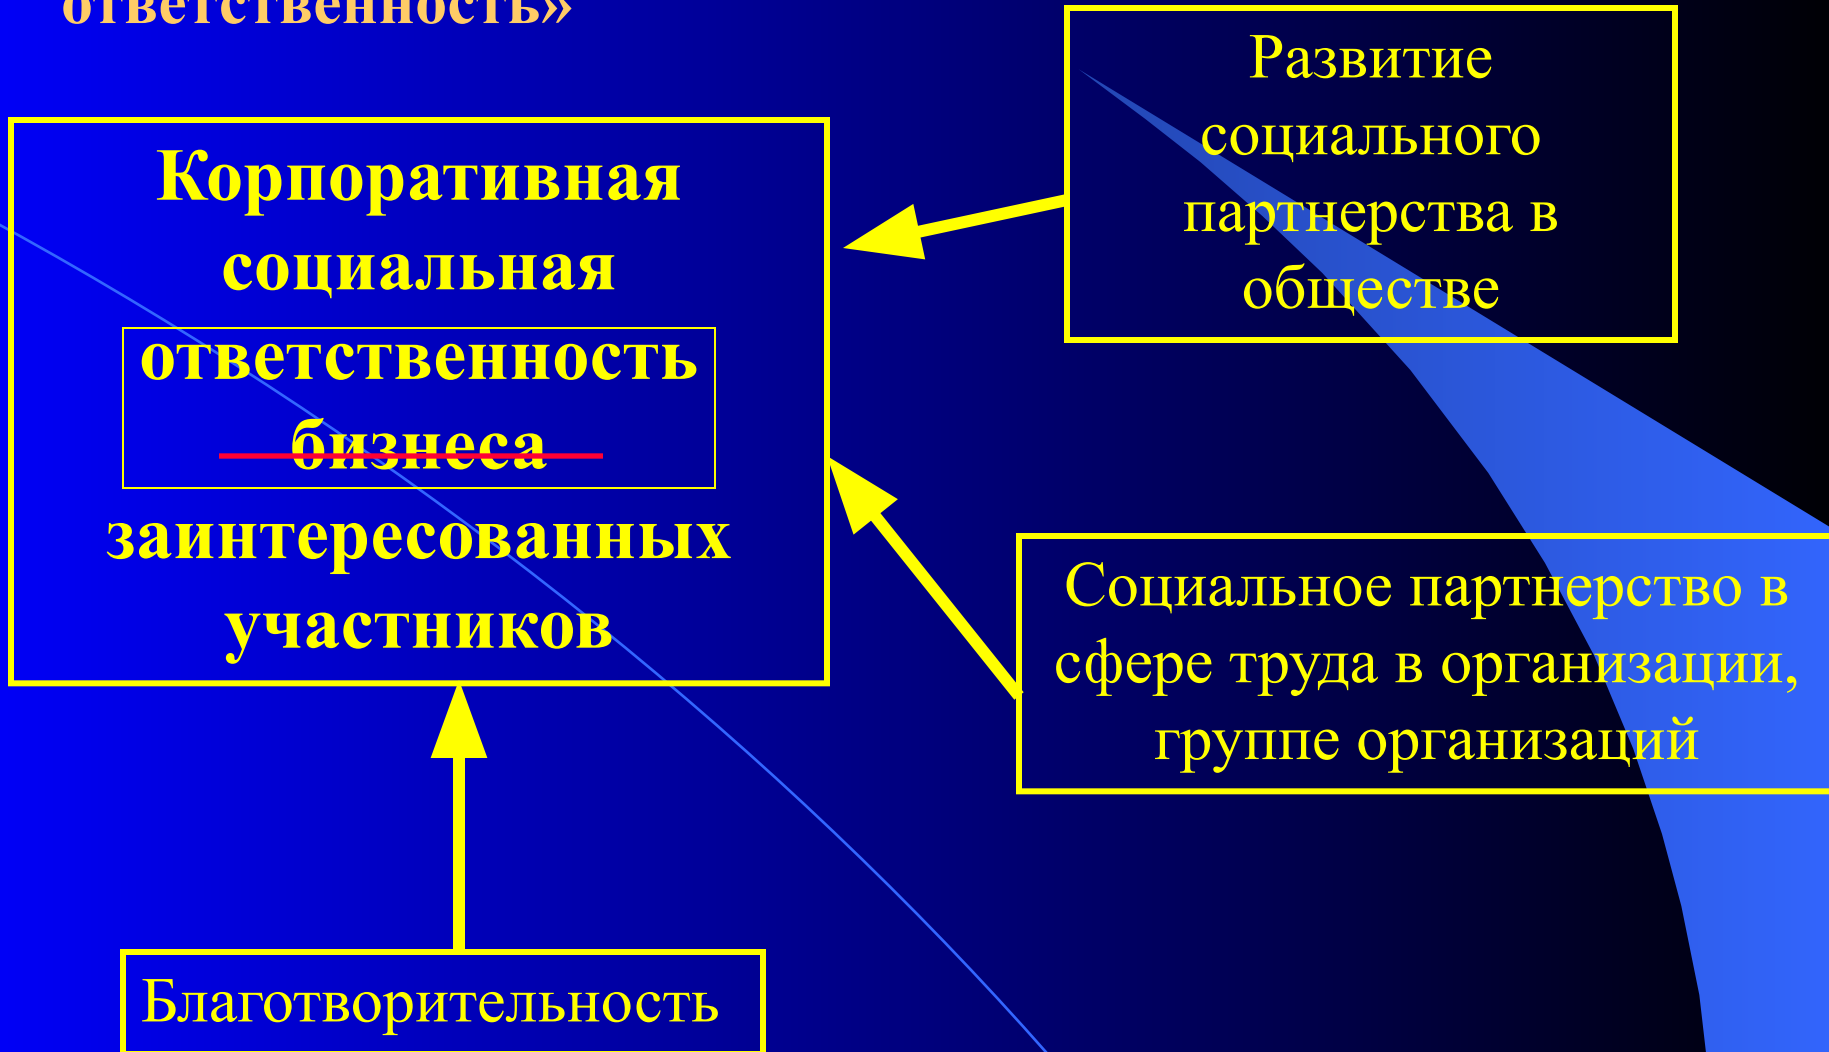 ответственность»
Корпоративная
социальная
ответственность
бизнеса
заинтересованных
участников
Развитие
социального
партнерства в
обществе
Социальное партнерство в
сфере труда в организации,
группе организаций
Благотворительность